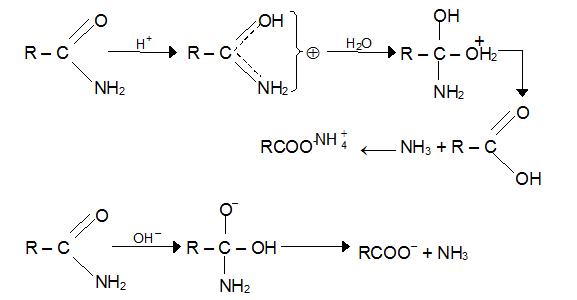 O OH OH
R – C H⁺ R – C ⊕ H₂O R – C – OH₂ +
NH₂ NH₂ NH₂
O
RCOO⁻NH₄⁺ ← NH₃ + R – C
OH
O O⁻
R – C OH⁻ R – C – OH RCOO⁻ + NH₃
NH₂ NH₂